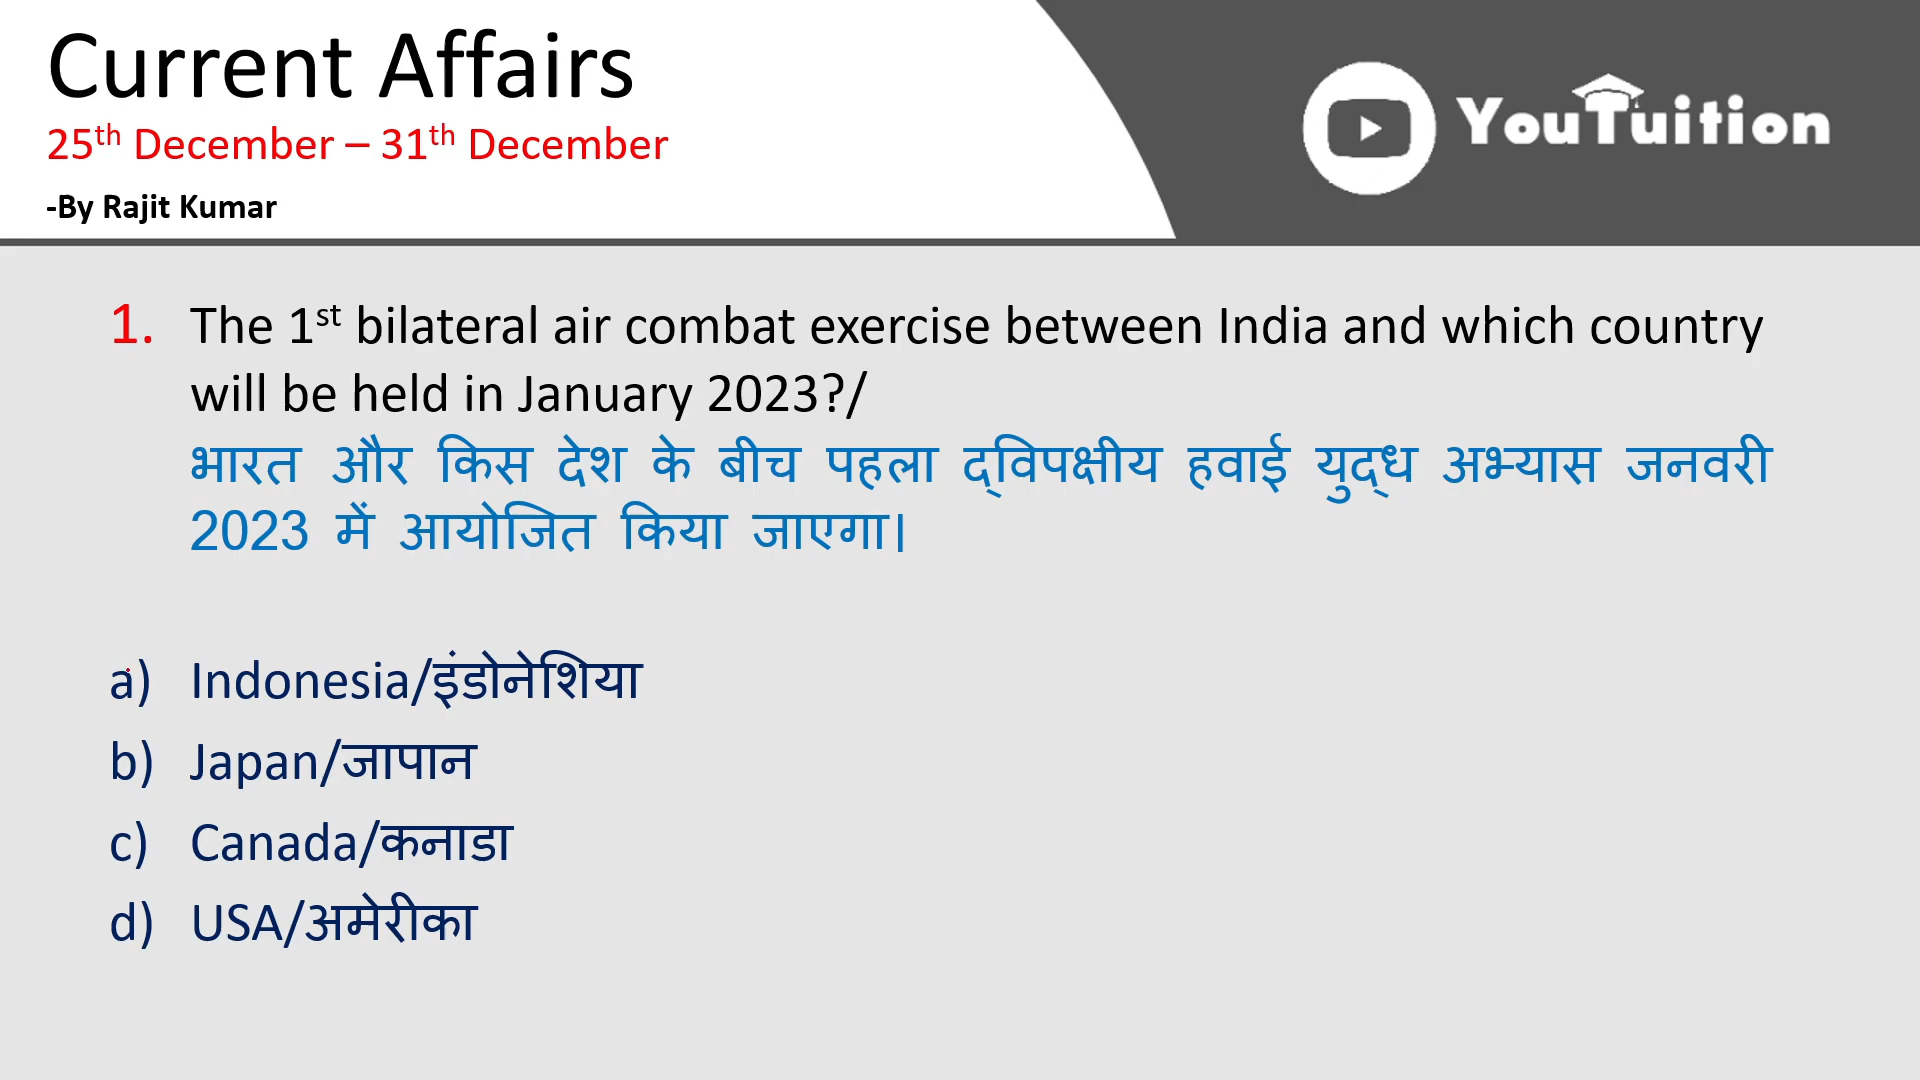 Current Affairs
25th December – 31th December
-By Rajit Kumar
YouTuition
1. The 1st bilateral air combat exercise between India and which country
will be held in January 2023?/
भारत और किस देश के बीच पहला द्विपक्षीय हवाई युद्ध अभ्यास जनवरी
2023 में आयोजित किया जाएगा।
a) Indonesia/इंडोनेशिया
b) Japan/जापान
c) Canada/कनाडा
d) USA/अमेरीका